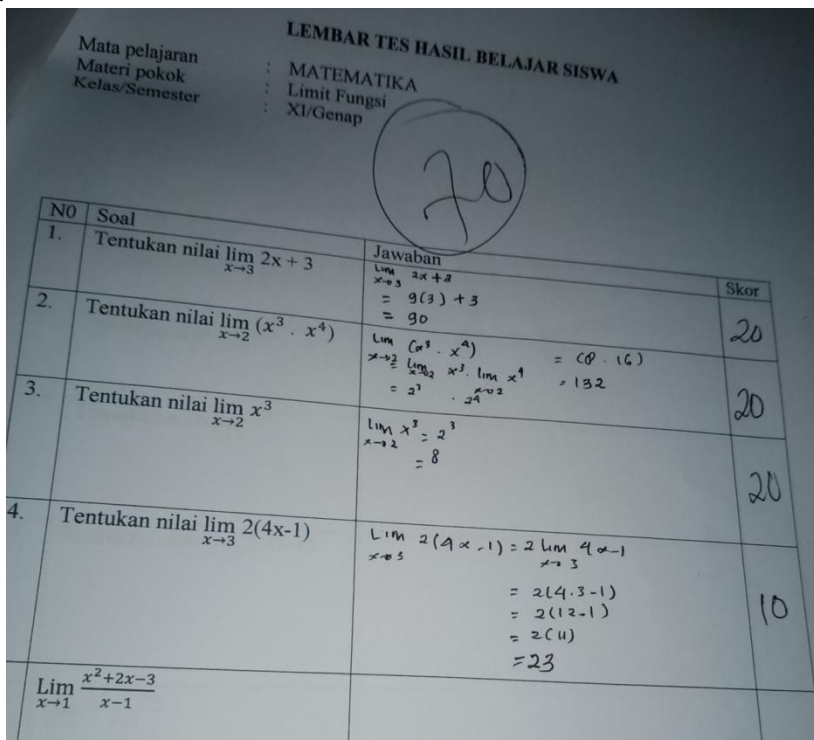 LEMBAR TES HASIL BELAJAR SISWA
Mata pelajaran : MATEMATIKA
Materi pokok : Limit Fungsi
Kelas/Semester : XI/Genap
70
N0 Soal Jawaban Skor
1. Tentukan nilai lim x→3 2x + 3
Lim x→3 2x + 3
= 9(3) + 3
= 90
20
2. Tentukan nilai lim x→2 (x³ . x⁴)
Lim x→2 (x³ . x⁴) = (8 . 16)
= lim x→2 x³ . lim x→2 x⁴ = 132
= 2³ . 2⁴
20
3. Tentukan nilai lim x→2 x³
Lim x→2 x³ = 2³
= 8
20
4. Tentukan nilai lim x→3 2(4x-1)
Lim x→3 2(4x-1) = 2 lim x→3 4x-1
= 2(4.3-1)
= 2(12-1)
= 2(11)
= 23
10
Lim x→1 x²+2x−3 / x−1